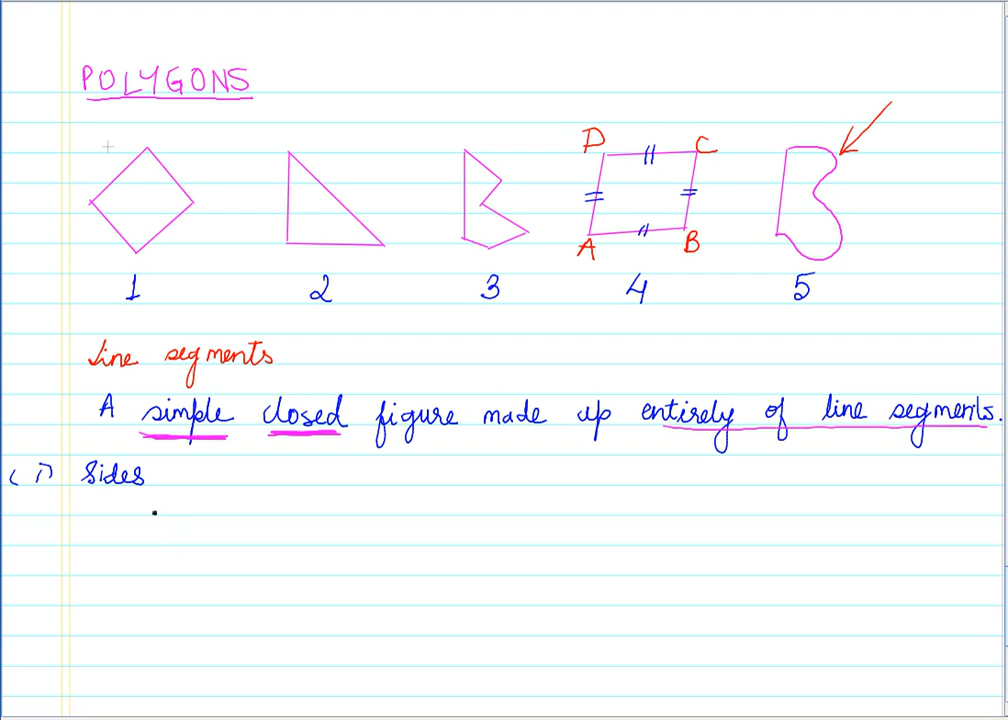 POLYGONS
D C
A B
1 2 3 4 5
Line segments
A simple closed figure made up entirely of line segments.
(i) Sides